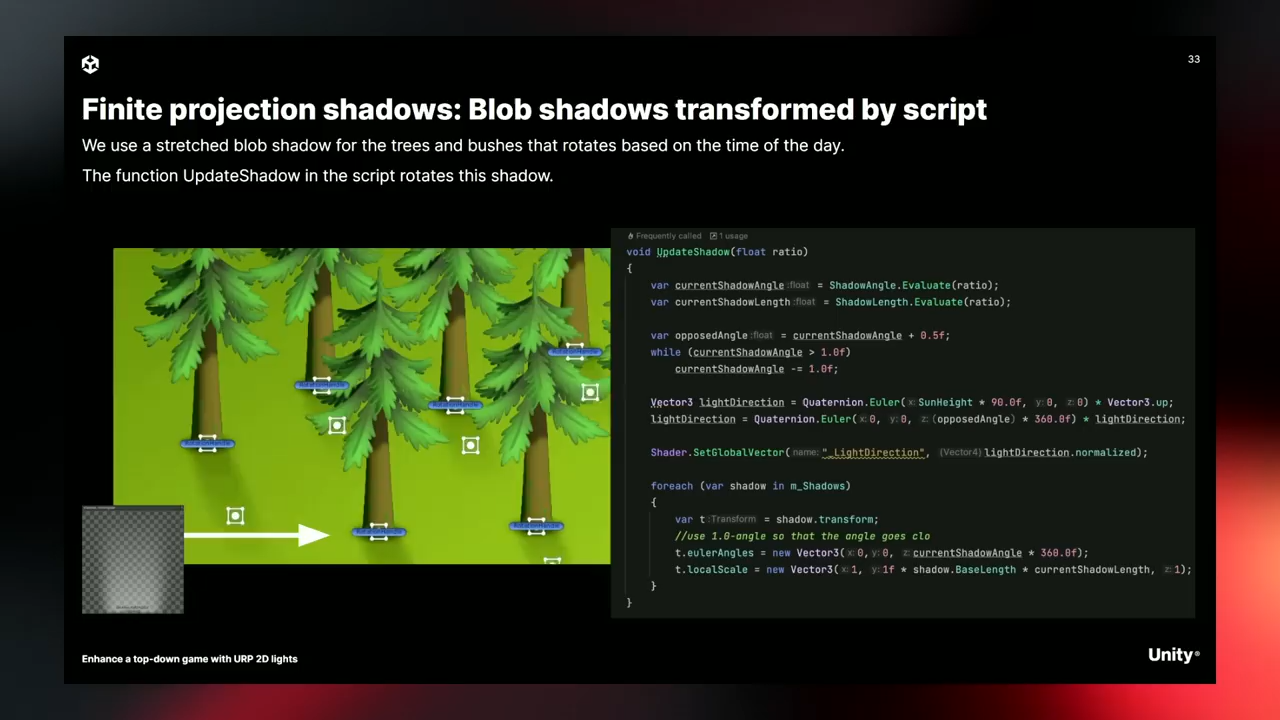 33
Finite projection shadows: Blob shadows transformed by script
We use a stretched blob shadow for the trees and bushes that rotates based on the time of the day.
The function UpdateShadow in the script rotates this shadow.
Frequently called 1 usage
void UpdateShadow(float ratio)
{
var currentShadowAngle :float = ShadowAngle.Evaluate(ratio);
var currentShadowLength :float = ShadowLength.Evaluate(ratio);
var opposedAngle :float = currentShadowAngle + 0.5f;
while (currentShadowAngle > 1.0f)
currentShadowAngle -= 1.0f;
Vector3 lightDirection = Quaternion.Euler(x:SunHeight * 90.0f, y:0, z:0) * Vector3.up;
lightDirection = Quaternion.Euler(x:0, y:0, z:(opposedAngle) * 360.0f) * lightDirection;
Shader.SetGlobalVector(name:"_LightDirection", (Vector4)lightDirection.normalized);
foreach (var shadow in m_Shadows)
{
var t :Transform = shadow.transform;
//use 1.0-angle so that the angle goes clo
t.eulerAngles = new Vector3(x:0,y:0, z:currentShadowAngle * 360.0f);
t.localScale = new Vector3(x:1, y:1f * shadow.BaseLength * currentShadowLength, z:1);
}
}
Enhance a top-down game with URP 2D lights
Unity®